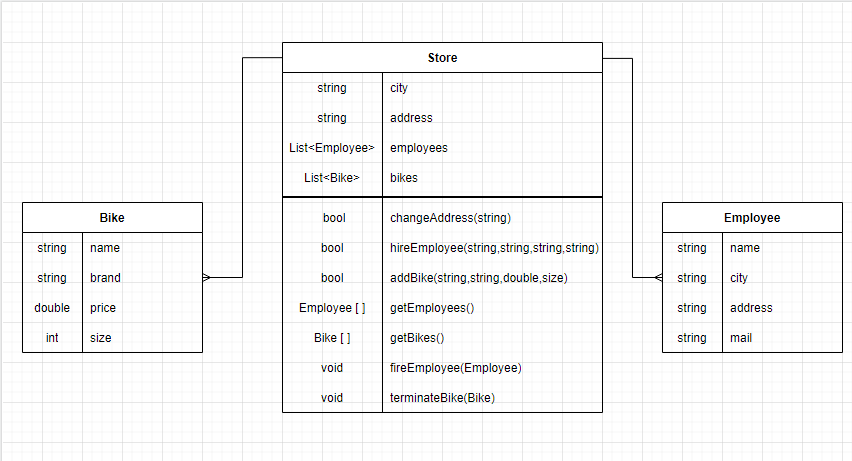 Store
string city
string address
List<Employee> employees
List<Bike> bikes
bool changeAddress(string)
bool hireEmployee(string,string,string,string)
bool addBike(string,string,double,size)
Employee [ ] getEmployees()
Bike [ ] getBikes()
void fireEmployee(Employee)
void terminateBike(Bike)
Bike
string name
string brand
double price
int size
Employee
string name
string city
string address
string mail